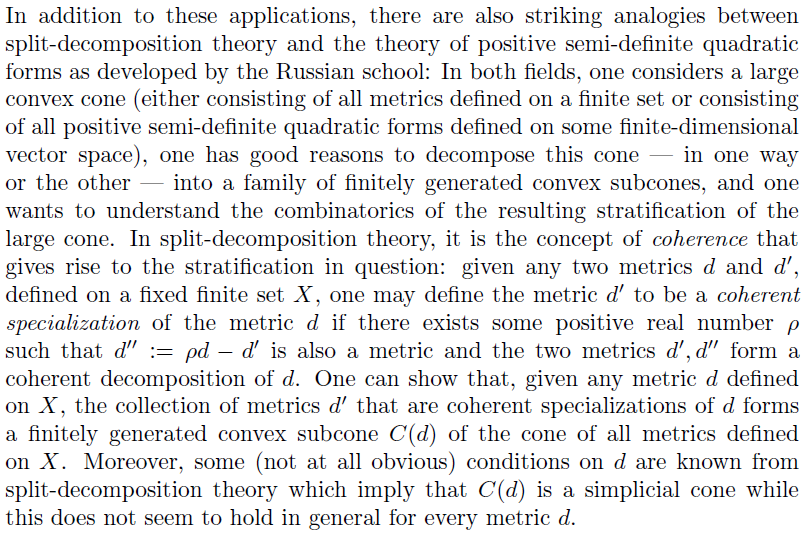 In addition to these applications, there are also striking analogies between
split-decomposition theory and the theory of positive semi-definite quadratic
forms as developed by the Russian school: In both fields, one considers a large
convex cone (either consisting of all metrics defined on a finite set or consisting
of all positive semi-definite quadratic forms defined on some finite-dimensional
vector space), one has good reasons to decompose this cone — in one way
or the other — into a family of finitely generated convex subcones, and one
wants to understand the combinatorics of the resulting stratification of the
large cone. In split-decomposition theory, it is the concept of coherence that
gives rise to the stratification in question: given any two metrics d and d′,
defined on a fixed finite set X, one may define the metric d′ to be a coherent
specialization of the metric d if there exists some positive real number ρ
such that d″ := ρd − d′ is also a metric and the two metrics d′, d″ form a
coherent decomposition of d. One can show that, given any metric d defined
on X, the collection of metrics d′ that are coherent specializations of d forms
a finitely generated convex subcone C(d) of the cone of all metrics defined
on X. Moreover, some (not at all obvious) conditions on d are known from
split-decomposition theory which imply that C(d) is a simplicial cone while
this does not seem to hold in general for every metric d.